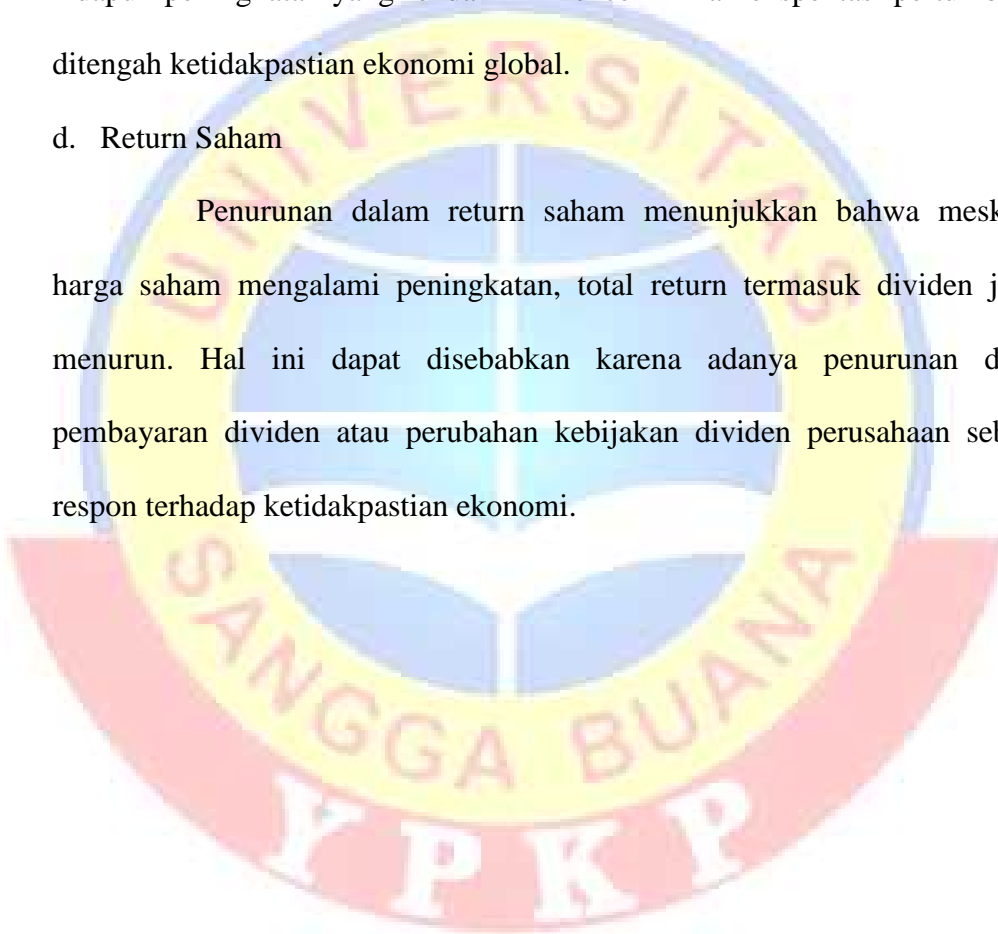 ditengah ketidakpastian ekonomi global.
d. Return Saham
Penurunan dalam return saham menunjukkan bahwa mesk
harga saham mengalami peningkatan, total return termasuk dividen j
menurun. Hal ini dapat disebabkan karena adanya penurunan d
pembayaran dividen atau perubahan kebijakan dividen perusahaan seb
respon terhadap ketidakpastian ekonomi.
UNIVERSITAS
SANGGA BUANA
YPKP